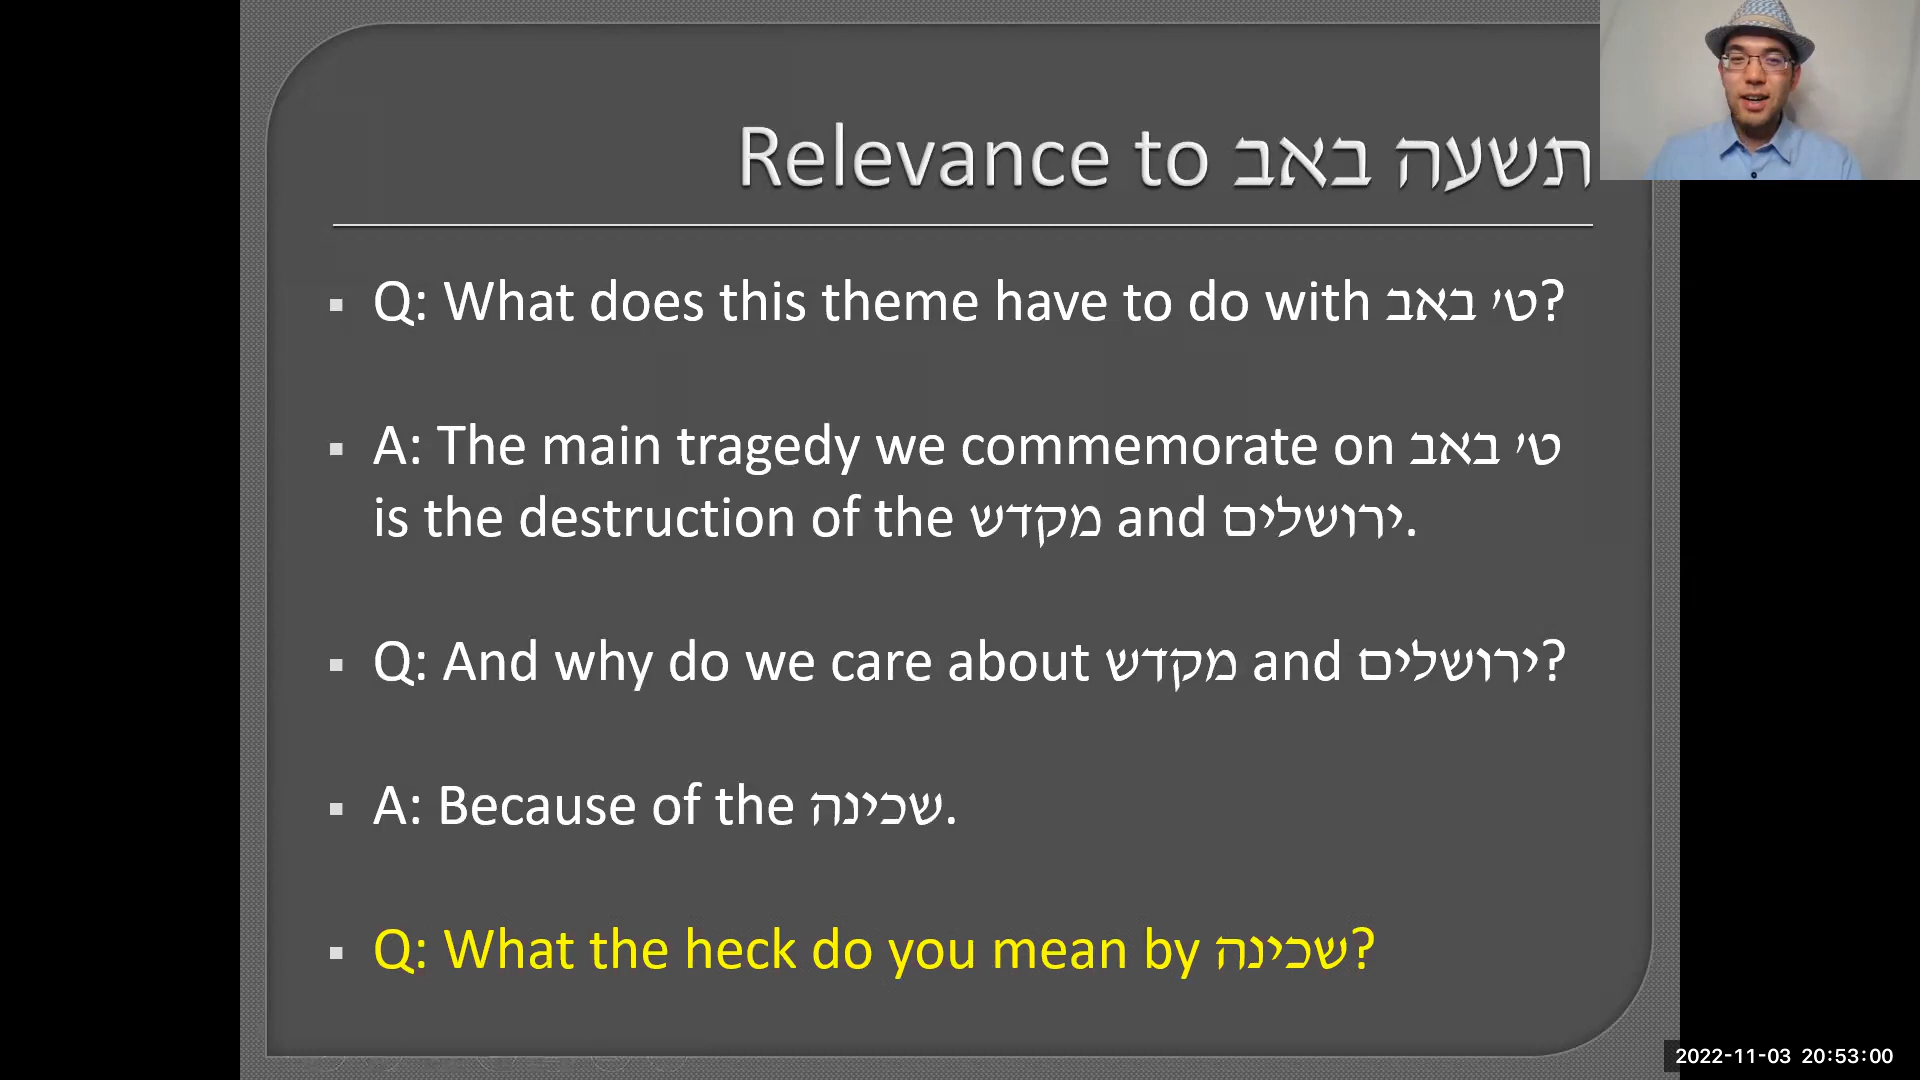 Relevance to תשעה באב
Q: What does this theme have to do with ט׳ באב?
A: The main tragedy we commemorate on ט׳ באב
is the destruction of the מקדש and ירושלים.
Q: And why do we care about מקדש and ירושלים?
A: Because of the שכינה.
Q: What the heck do you mean by שכינה?
2022-11-03 20:53:00